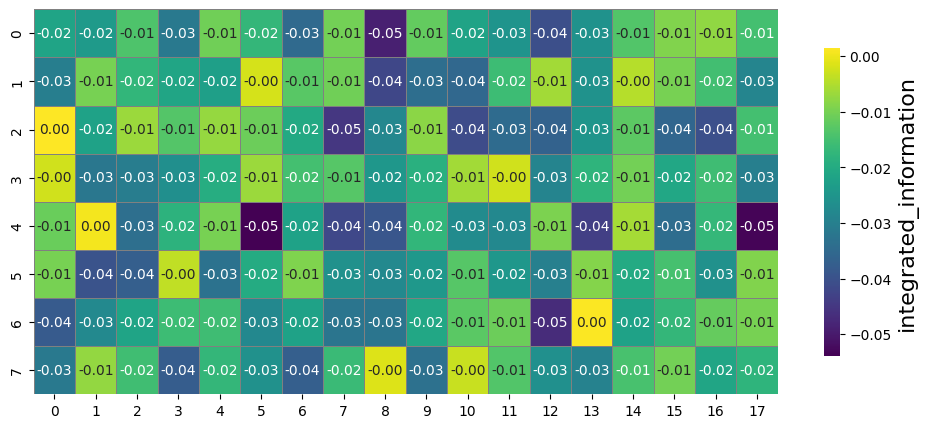 0 -0.02 -0.02 -0.01 -0.03 -0.01 -0.02 -0.03 -0.01 -0.05 -0.01 -0.02 -0.03 -0.04 -0.03 -0.01 -0.01 -0.01 -0.01
1 -0.03 -0.01 -0.02 -0.02 -0.02 -0.00 -0.01 -0.01 -0.04 -0.03 -0.04 -0.02 -0.01 -0.03 -0.00 -0.01 -0.02 -0.03
2 0.00 -0.02 -0.01 -0.01 -0.01 -0.01 -0.02 -0.05 -0.03 -0.01 -0.04 -0.03 -0.04 -0.03 -0.01 -0.04 -0.04 -0.01
3 -0.00 -0.03 -0.03 -0.03 -0.02 -0.01 -0.02 -0.01 -0.02 -0.02 -0.01 -0.00 -0.03 -0.02 -0.01 -0.02 -0.02 -0.03
4 -0.01 0.00 -0.03 -0.02 -0.01 -0.05 -0.02 -0.04 -0.04 -0.02 -0.03 -0.03 -0.01 -0.04 -0.01 -0.03 -0.02 -0.05
5 -0.01 -0.04 -0.04 -0.00 -0.03 -0.02 -0.01 -0.03 -0.03 -0.02 -0.01 -0.02 -0.03 -0.01 -0.02 -0.01 -0.03 -0.01
6 -0.04 -0.03 -0.02 -0.02 -0.02 -0.03 -0.02 -0.03 -0.03 -0.02 -0.01 -0.01 -0.05 0.00 -0.02 -0.02 -0.01 -0.01
7 -0.03 -0.01 -0.02 -0.04 -0.02 -0.03 -0.04 -0.02 -0.00 -0.03 -0.00 -0.01 -0.03 -0.03 -0.01 -0.01 -0.02 -0.02
0 1 2 3 4 5 6 7 8 9 10 11 12 13 14 15 16 17
0.00
−0.01
−0.02
−0.03
−0.04
−0.05
integrated_information